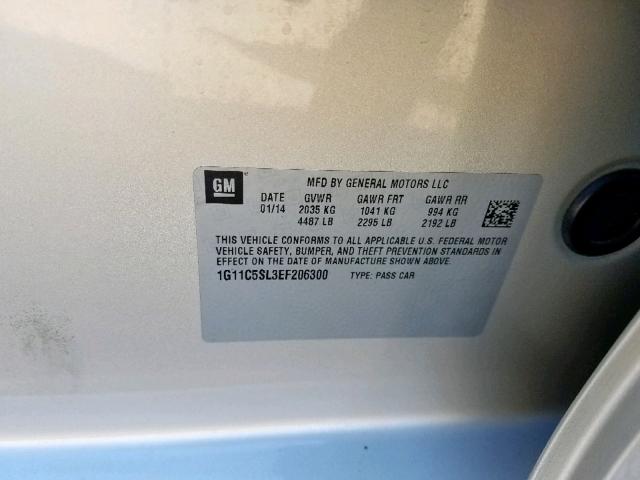 GM
MFD BY GENERAL MOTORS LLC
DATE GVWR GAWR FRT GAWR RR
01/14 2035 KG 1041 KG 994 KG
4487 LB 2295 LB 2192 LB
THIS VEHICLE CONFORMS TO ALL APPLICABLE U.S. FEDERAL MOTOR
VEHICLE SAFETY, BUMPER, AND THEFT PREVENTION STANDARDS IN
EFFECT ON THE DATE OF MANUFACTURE SHOWN ABOVE.
1G11C5SL3EF206300 TYPE: PASS CAR